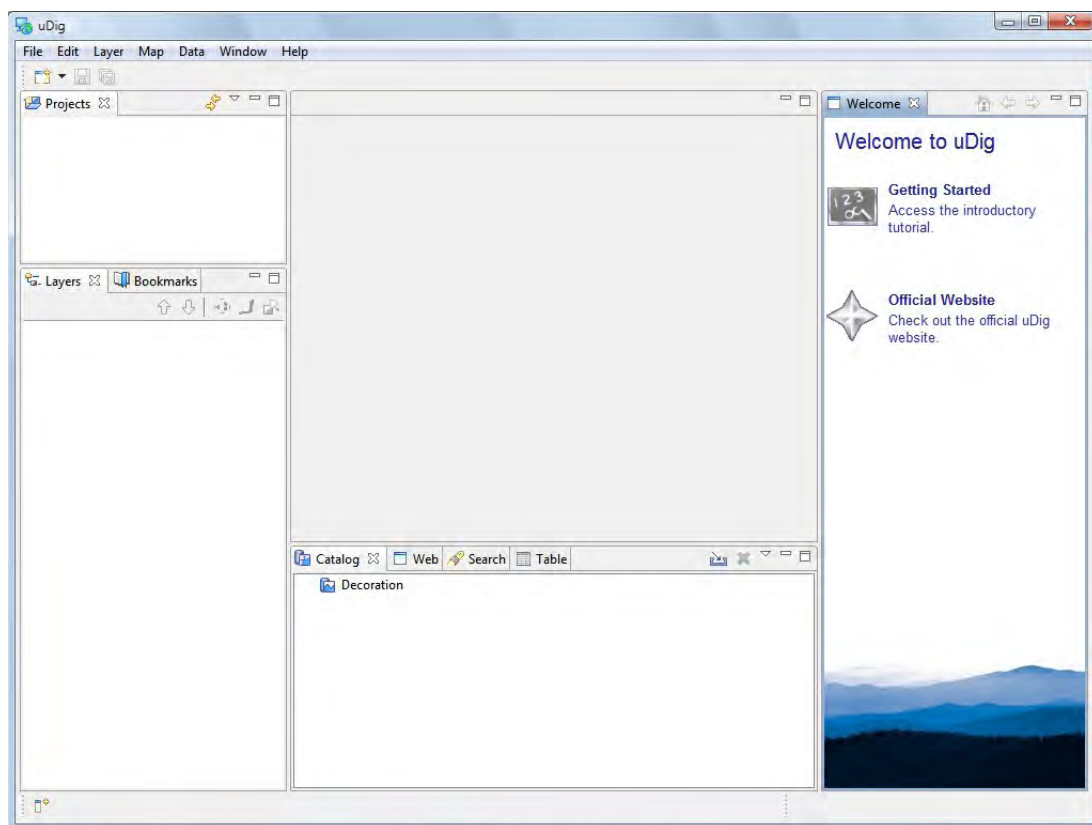 uDig
File Edit Layer Map Data Window Help
Projects
Welcome
Welcome to uDig
Getting Started
Access the introductory
tutorial.
Layers Bookmarks
Official Website
Check out the official uDig
website.
Catalog Web Search Table
Decoration